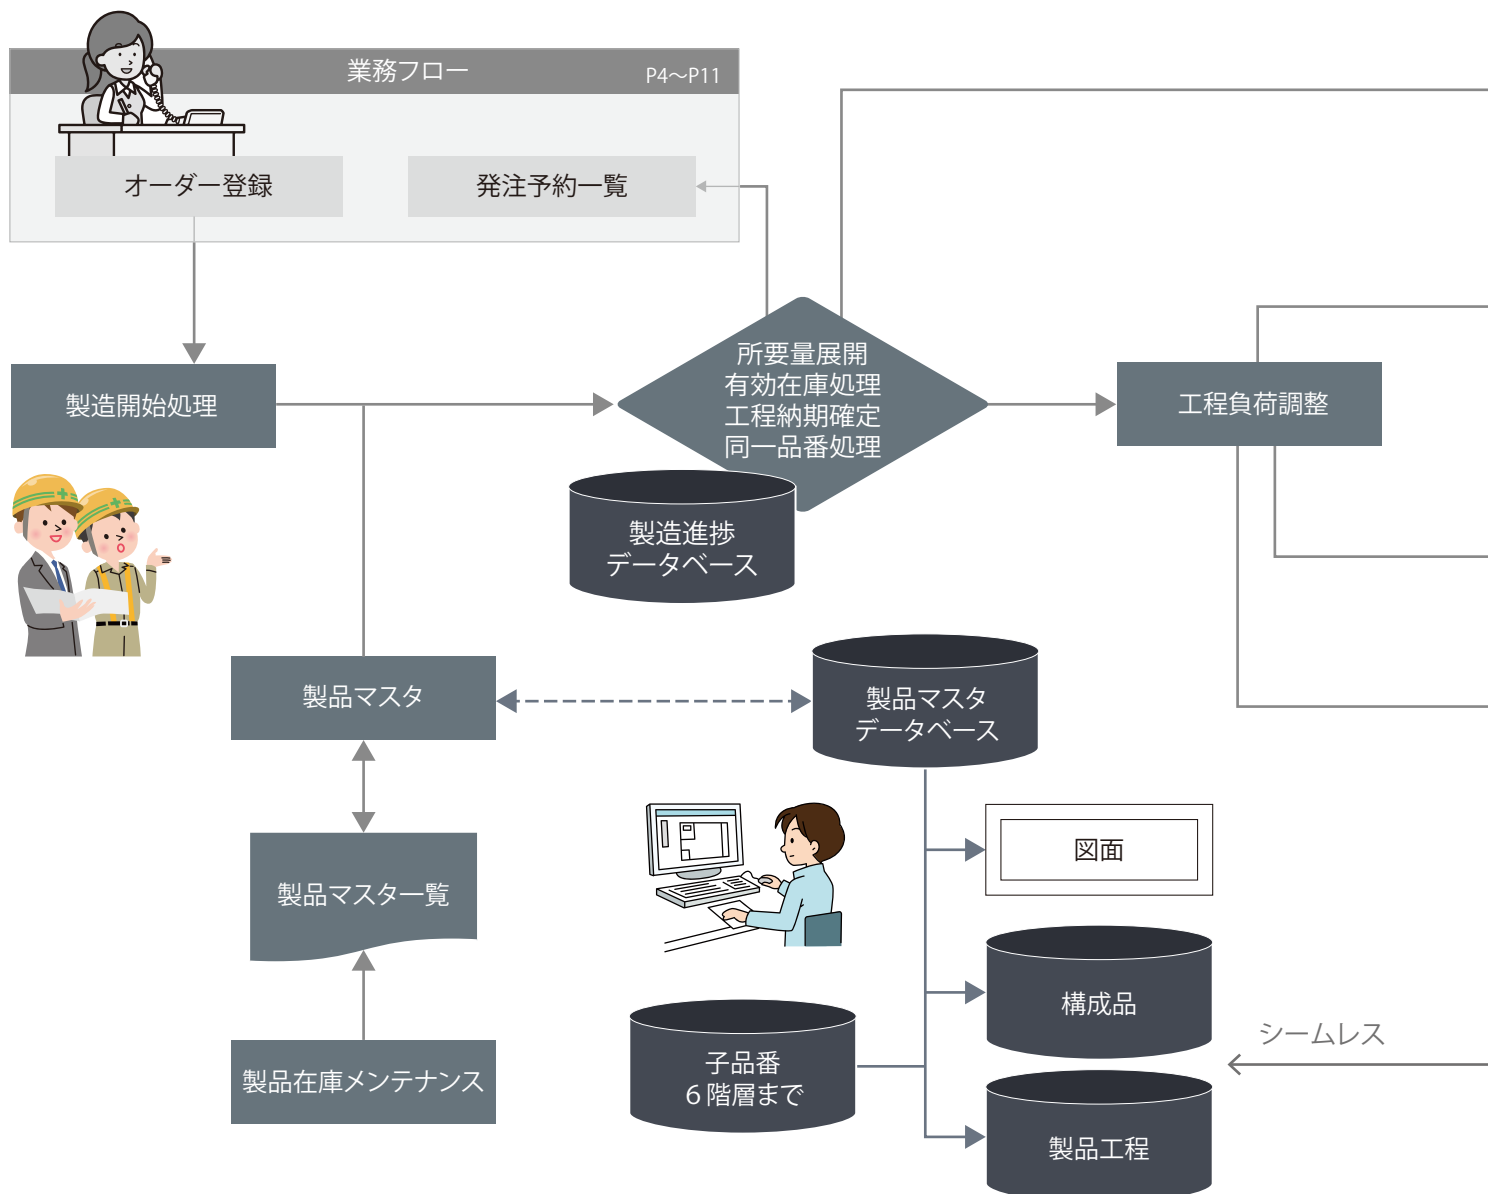 業務フロー
P4～P11
オーダー登録
発注予約一覧
製造開始処理
所要量展開
有効在庫処理
工程納期確定
同一品番処理
工程負荷調整
製造進捗
データベース
製品マスタ
製品マスタ
データベース
図面
製品マスタ一覧
構成品
シームレス
子品番
６階層まで
製品在庫メンテナンス
製品工程